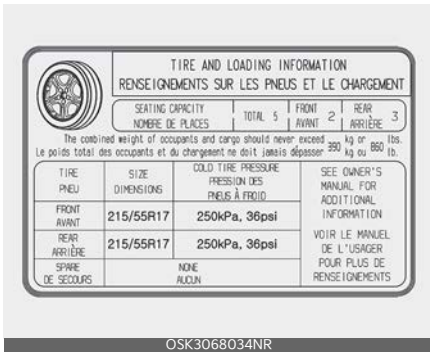 TIRE AND LOADING INFORMATION
RENSEIGNEMENTS SUR LES PNEUS ET LE CHARGEMENT
SEATING CAPACITY
NOMBRE DE PLACES
TOTAL 5
FRONT
AVANT 2
REAR
ARRIÈRE 3
The combined weight of occupants and cargo should never exceed 390 kg or 860 lbs.
Le poids total des occupants et du chargement ne doit jamais dépasser 390 kg ou 860 lb.
TIRE
PNEU
SIZE
DIMENSIONS
COLD TIRE PRESSURE
PRESSION DES
PNEUS À FROID
FRONT
AVANT
215/55R17
250kPa, 36psi
REAR
ARRIÈRE
215/55R17
250kPa, 36psi
SPARE
DE SECOURS
NONE
AUCUN
SEE OWNER'S
MANUAL FOR
ADDITIONAL
INFORMATION
VOIR LE MANUEL
DE L'USAGER
POUR PLUS DE
RENSEIGNEMENTS
OSK3068034NR